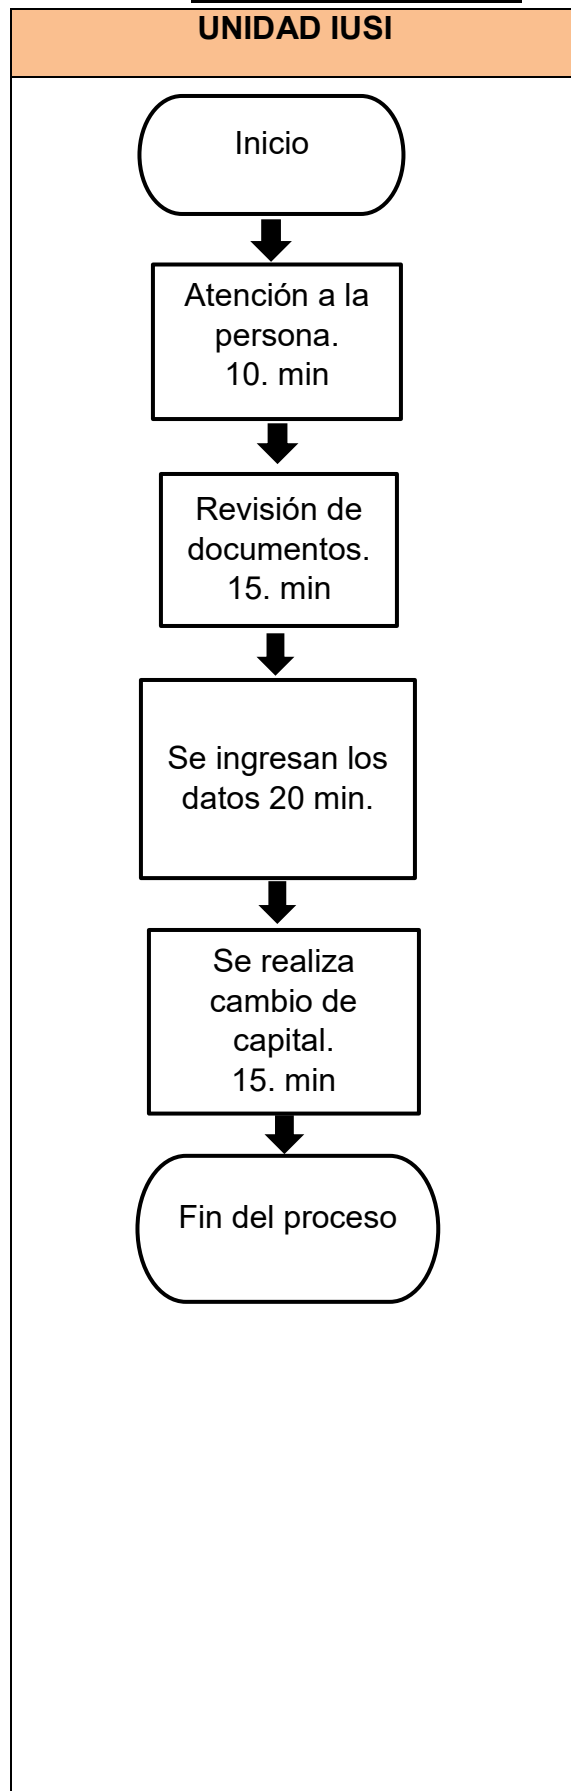 UNIDAD IUSI
Inicio
Atención a la
persona.
10. min
Revisión de
documentos.
15. min
Se ingresan los
datos 20 min.
Se realiza
cambio de
capital.
15. min
Fin del proceso